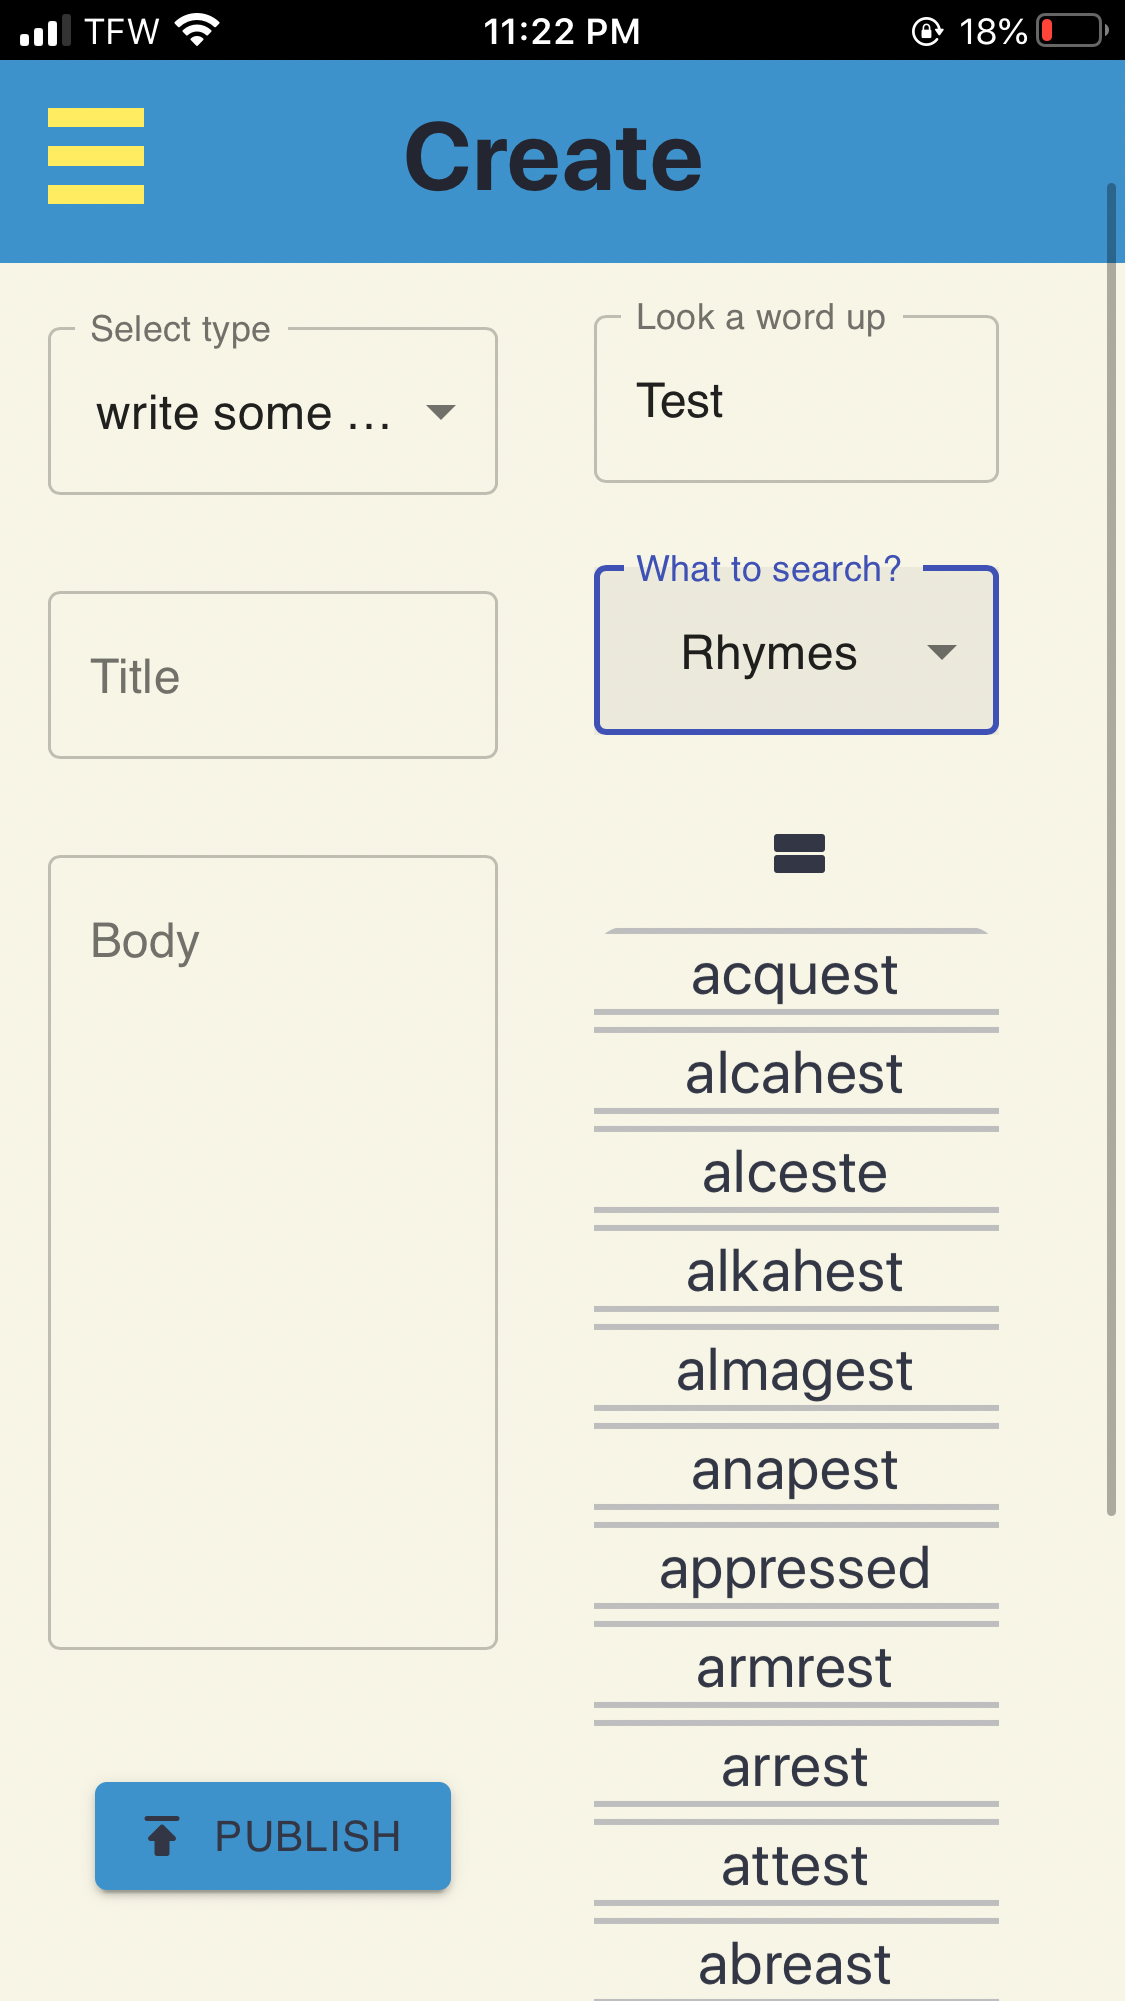 TFW 11:22 PM 18%
Create
Select type
write some ...
Title
Body
PUBLISH
Look a word up
Test
What to search?
Rhymes
acquest
alcahest
alceste
alkahest
almagest
anapest
appressed
armrest
arrest
attest
abreast